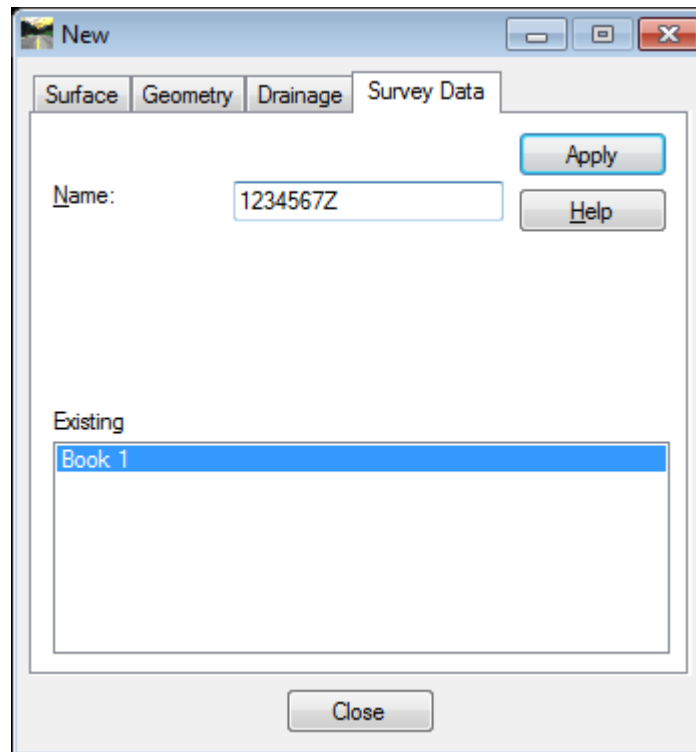 New
Surface Geometry Drainage Survey Data
Apply
Name: 1234567Z
Help
Existing
Book 1
Close